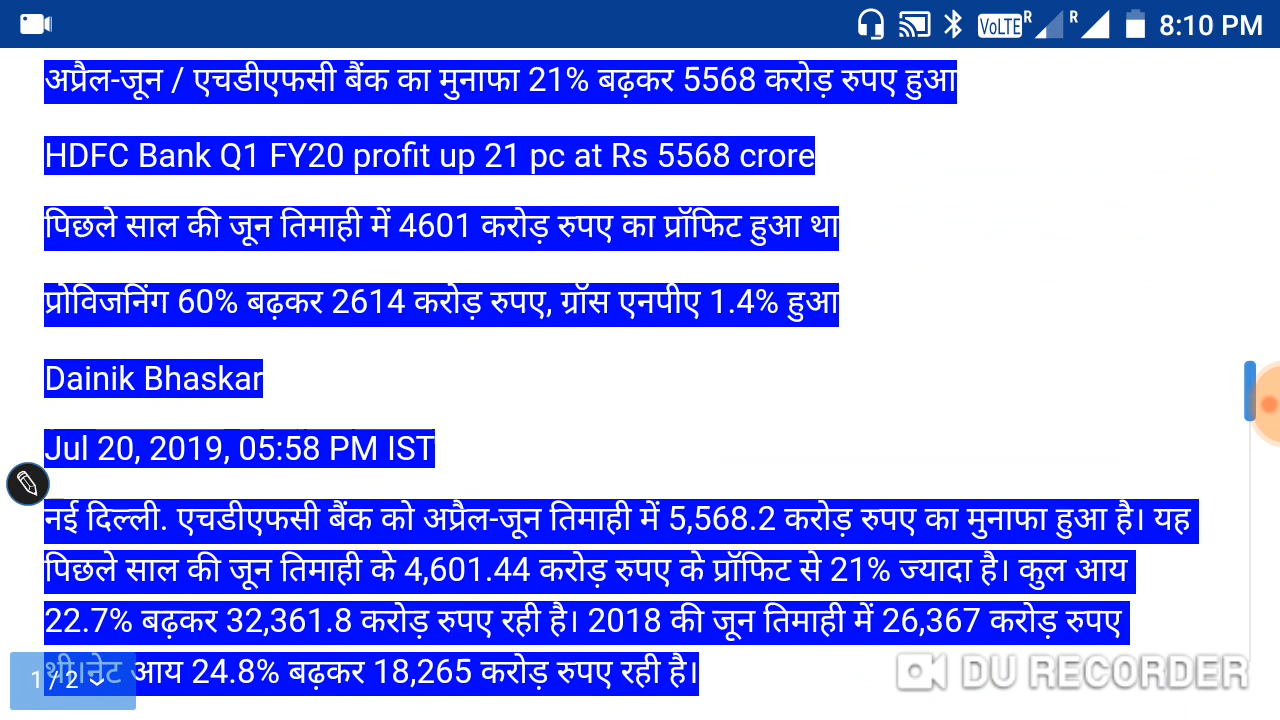 VoLTE R R 8:10 PM
अप्रैल-जून / एचडीएफसी बैंक का मुनाफा 21% बढ़कर 5568 करोड़ रुपए हुआ
HDFC Bank Q1 FY20 profit up 21 pc at Rs 5568 crore
पिछले साल की जून तिमाही में 4601 करोड़ रुपए का प्रॉफिट हुआ था
प्रोविजनिंग 60% बढ़कर 2614 करोड़ रुपए, ग्रॉस एनपीए 1.4% हुआ
Dainik Bhaskar
Jul 20, 2019, 05:58 PM IST
नई दिल्ली. एचडीएफसी बैंक को अप्रैल-जून तिमाही में 5,568.2 करोड़ रुपए का मुनाफा हुआ है। यह
पिछले साल की जून तिमाही के 4,601.44 करोड़ रुपए के प्रॉफिट से 21% ज्यादा है। कुल आय
22.7% बढ़कर 32,361.8 करोड़ रुपए रही है। 2018 की जून तिमाही में 26,367 करोड़ रुपए
थी।नेट आय 24.8% बढ़कर 18,265 करोड़ रुपए रही है।
1 / 2
DU RECORDER